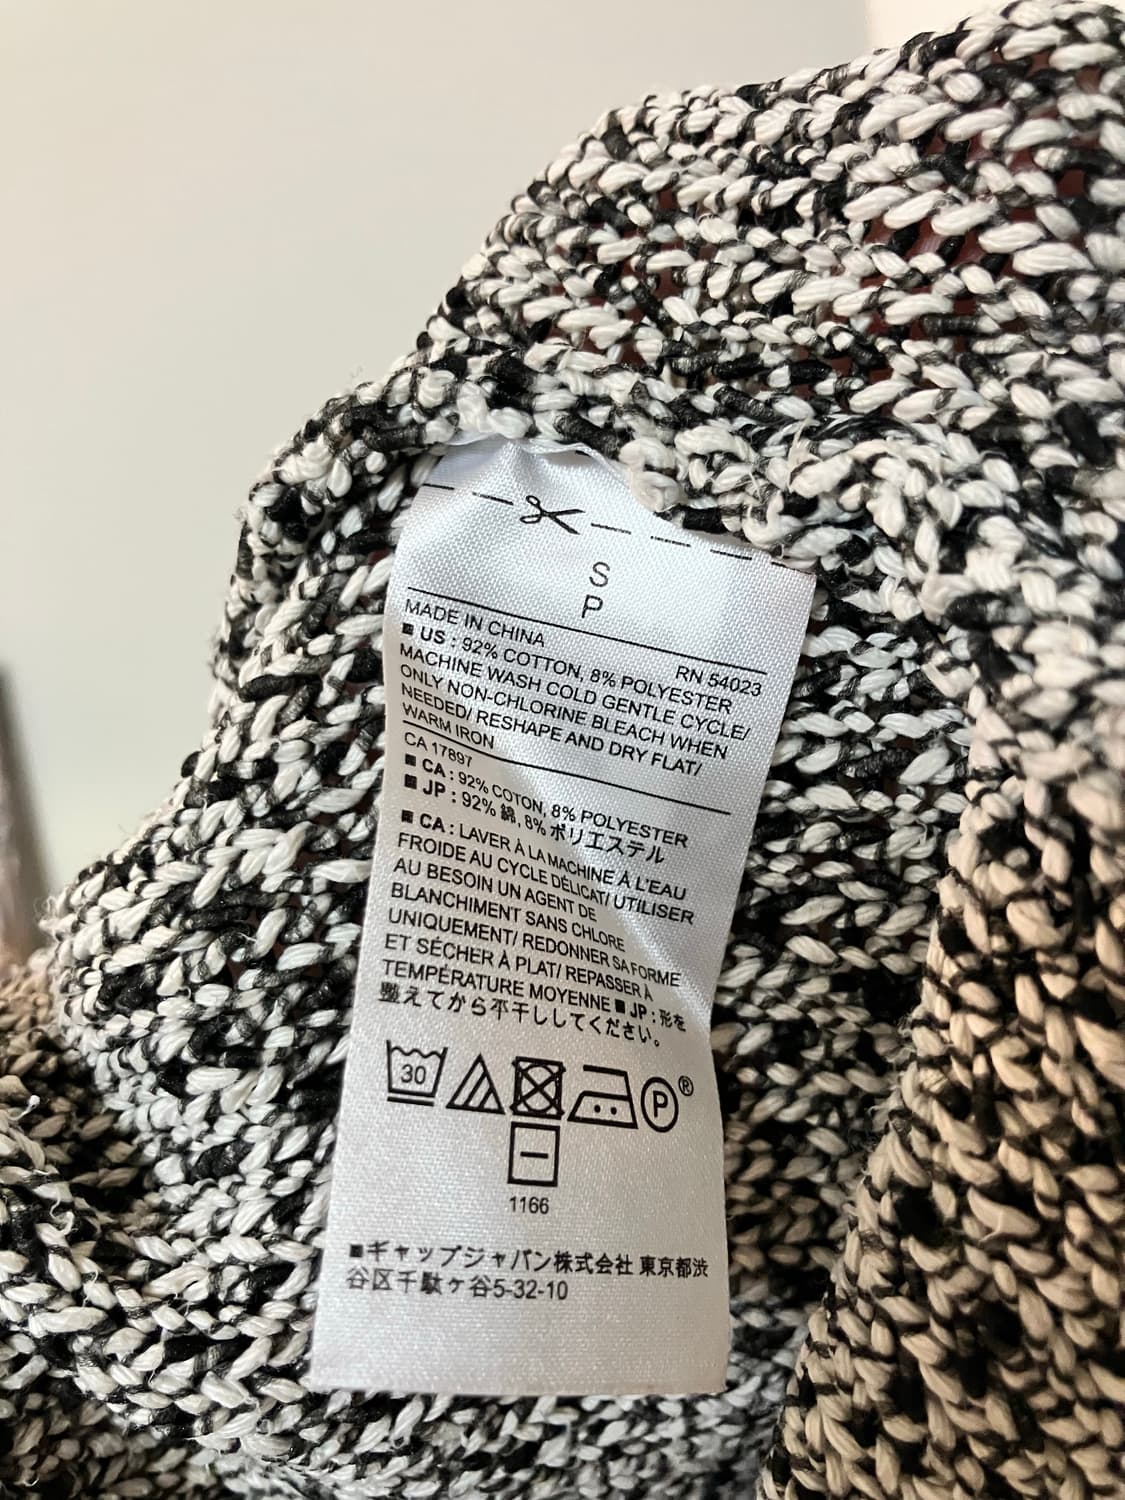 S
P
MADE IN CHINA
RN 54023
■ US : 92% COTTON, 8% POLYESTER
MACHINE WASH COLD GENTLE CYCLE/
ONLY NON-CHLORINE BLEACH WHEN
NEEDED/ RESHAPE AND DRY FLAT/
WARM IRON
CA 17897
■ CA : 92% COTON, 8% POLYESTER
■ JP : 92% 綿, 8% ポリエステル
■ CA : LAVER À LA MACHINE À L'EAU
FROIDE AU CYCLE DÉLICAT/ UTILISER
AU BESOIN UN AGENT DE
BLANCHIMENT SANS CHLORE
UNIQUEMENT/ REDONNER SA FORME
ET SÉCHER À PLAT/ REPASSER À
TEMPÉRATURE MOYENNE ■ JP : 形を
整えてから平干ししてください。
30
P ®
1166
■ギャップジャパン株式会社 東京都渋
谷区千駄ヶ谷5-32-10